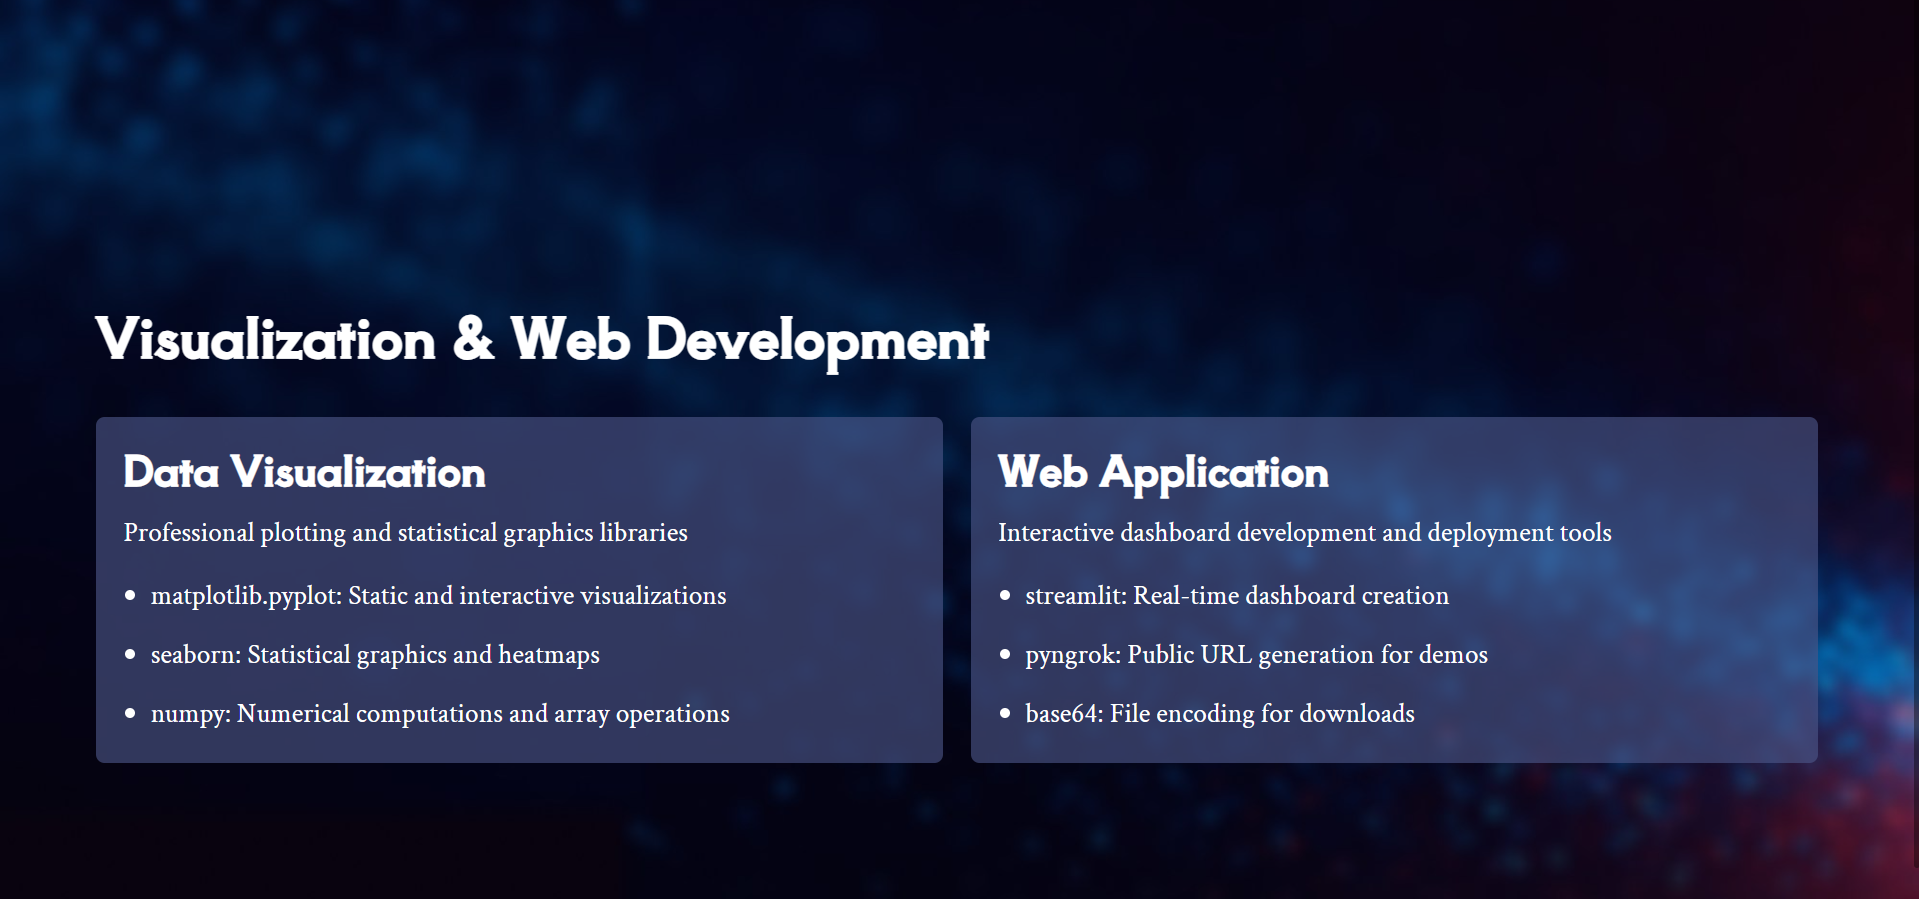 Visualization & Web Development
Data Visualization
Professional plotting and statistical graphics libraries
• matplotlib.pyplot: Static and interactive visualizations
• seaborn: Statistical graphics and heatmaps
• numpy: Numerical computations and array operations
Web Application
Interactive dashboard development and deployment tools
• streamlit: Real-time dashboard creation
• pyngrok: Public URL generation for demos
• base64: File encoding for downloads